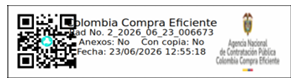 olombia Compra Eficiente
ad No. 2_2026_06_23_006673
Anexos: No Con copia: No
Fecha: 23/06/2026 12:55:18
Agencia Nacional
de Contratación Pública
Colombia Compra Eficiente